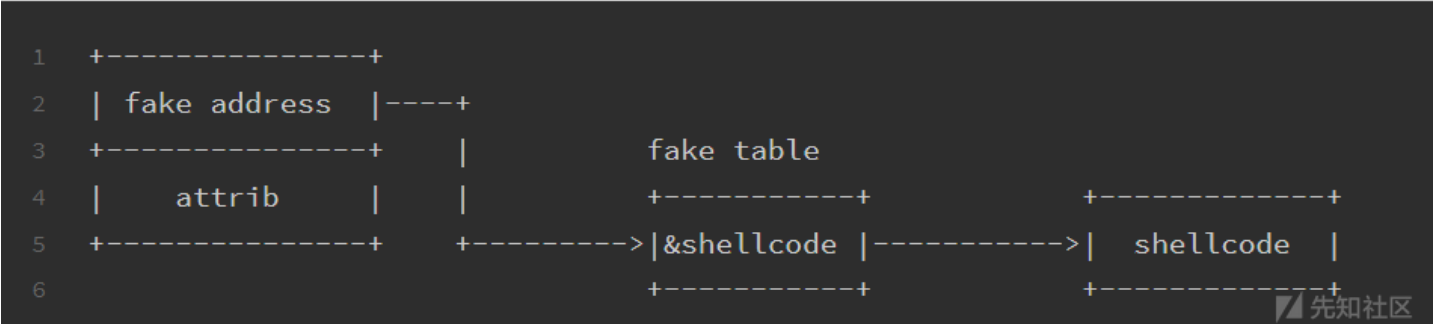 1 +---------------+
2 | fake address |----+
3 +---------------+ | fake table
4 | attrib | | +-----------+ +-------------+
5 +---------------+ +--------->|&shellcode |----------->| shellcode |
6 +-----------+ +-------------+
先知社区